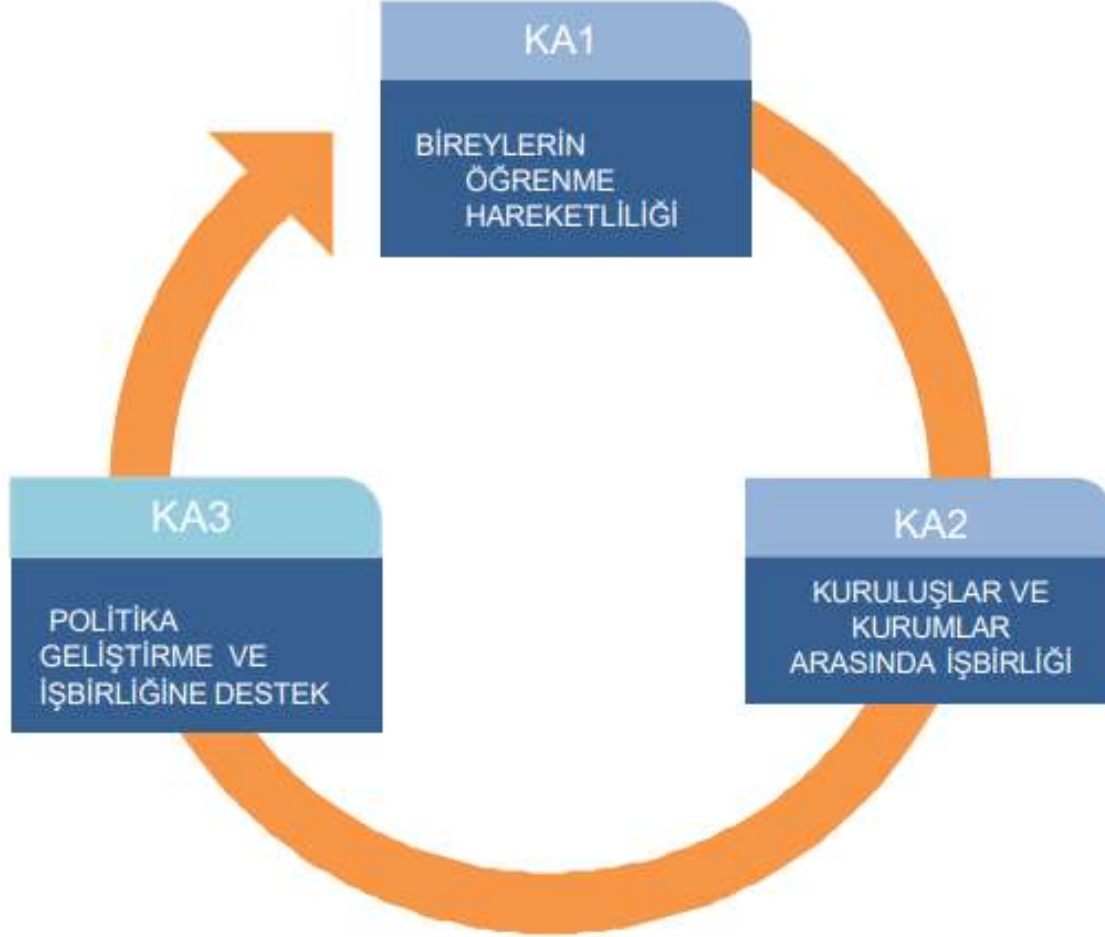 KA1
BİREYLERİN
ÖĞRENME
HAREKETLİLİĞİ
KA2
KURULUŞLAR VE
KURUMLAR
ARASINDA İŞBİRLİĞİ
KA3
POLİTİKA
GELİŞTİRME VE
İŞBİRLİĞİNE DESTEK